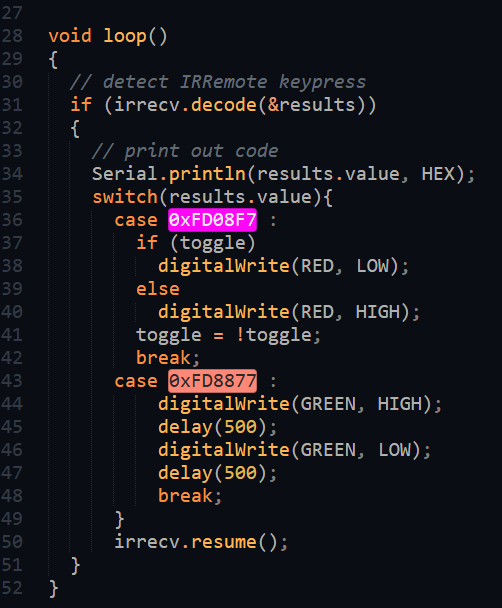 27
28 void loop()
29 {
30   // detect IRRemote keypress
31   if (irrecv.decode(&results))
32   {
33     // print out code
34     Serial.println(results.value, HEX);
35     switch(results.value){
36       case 0xFD08F7 :
37         if (toggle)
38           digitalWrite(RED, LOW);
39         else
40           digitalWrite(RED, HIGH);
41         toggle = !toggle;
42         break;
43       case 0xFD8877 :
44           digitalWrite(GREEN, HIGH);
45           delay(500);
46           digitalWrite(GREEN, LOW);
47           delay(500);
48           break;
49       }
50       irrecv.resume();
51   }
52 }